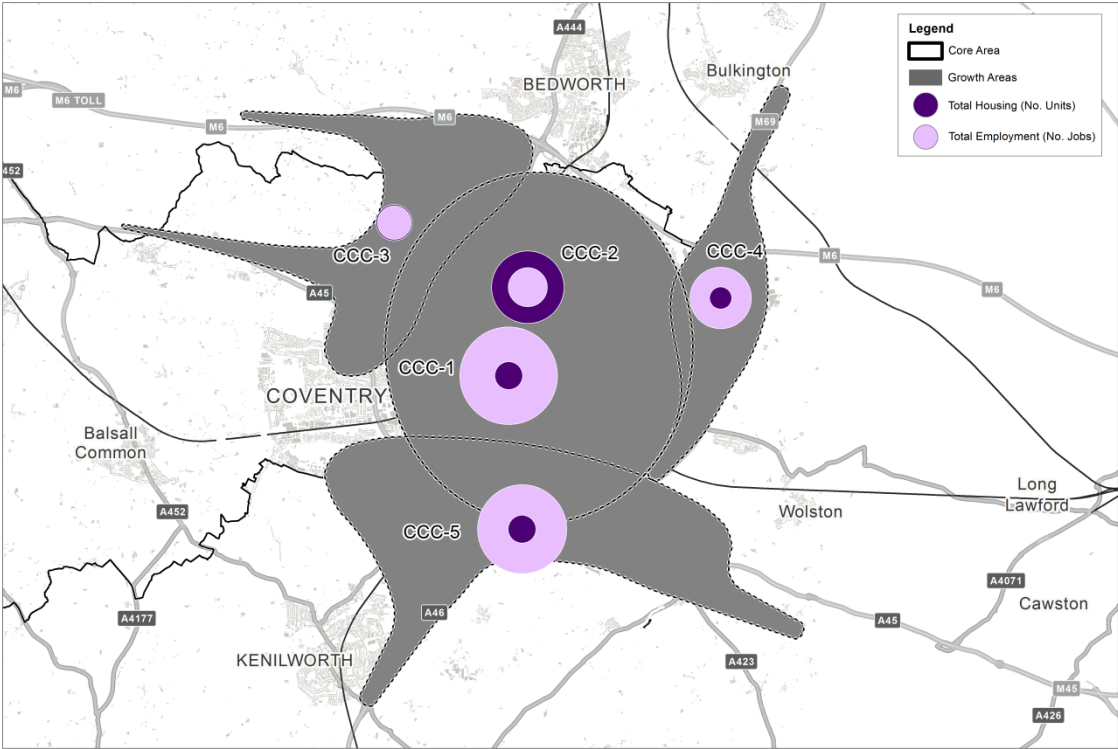 Legend
Core Area
Growth Areas
Total Housing (No. Units)
Total Employment (No. Jobs)
A444
BEDWORTH
Bulkington
M6
M6 TOLL
M6
M6
M69
452
CCC-3
CCC-2
CCC-4
M6
M6
A45
CCC-1
COVENTRY
Balsall
Common
Long
Lawford
Wolston
A452
CCC-5
A4071
Cawston
A46
A4177
A45
KENILWORTH
A423
M45
A426